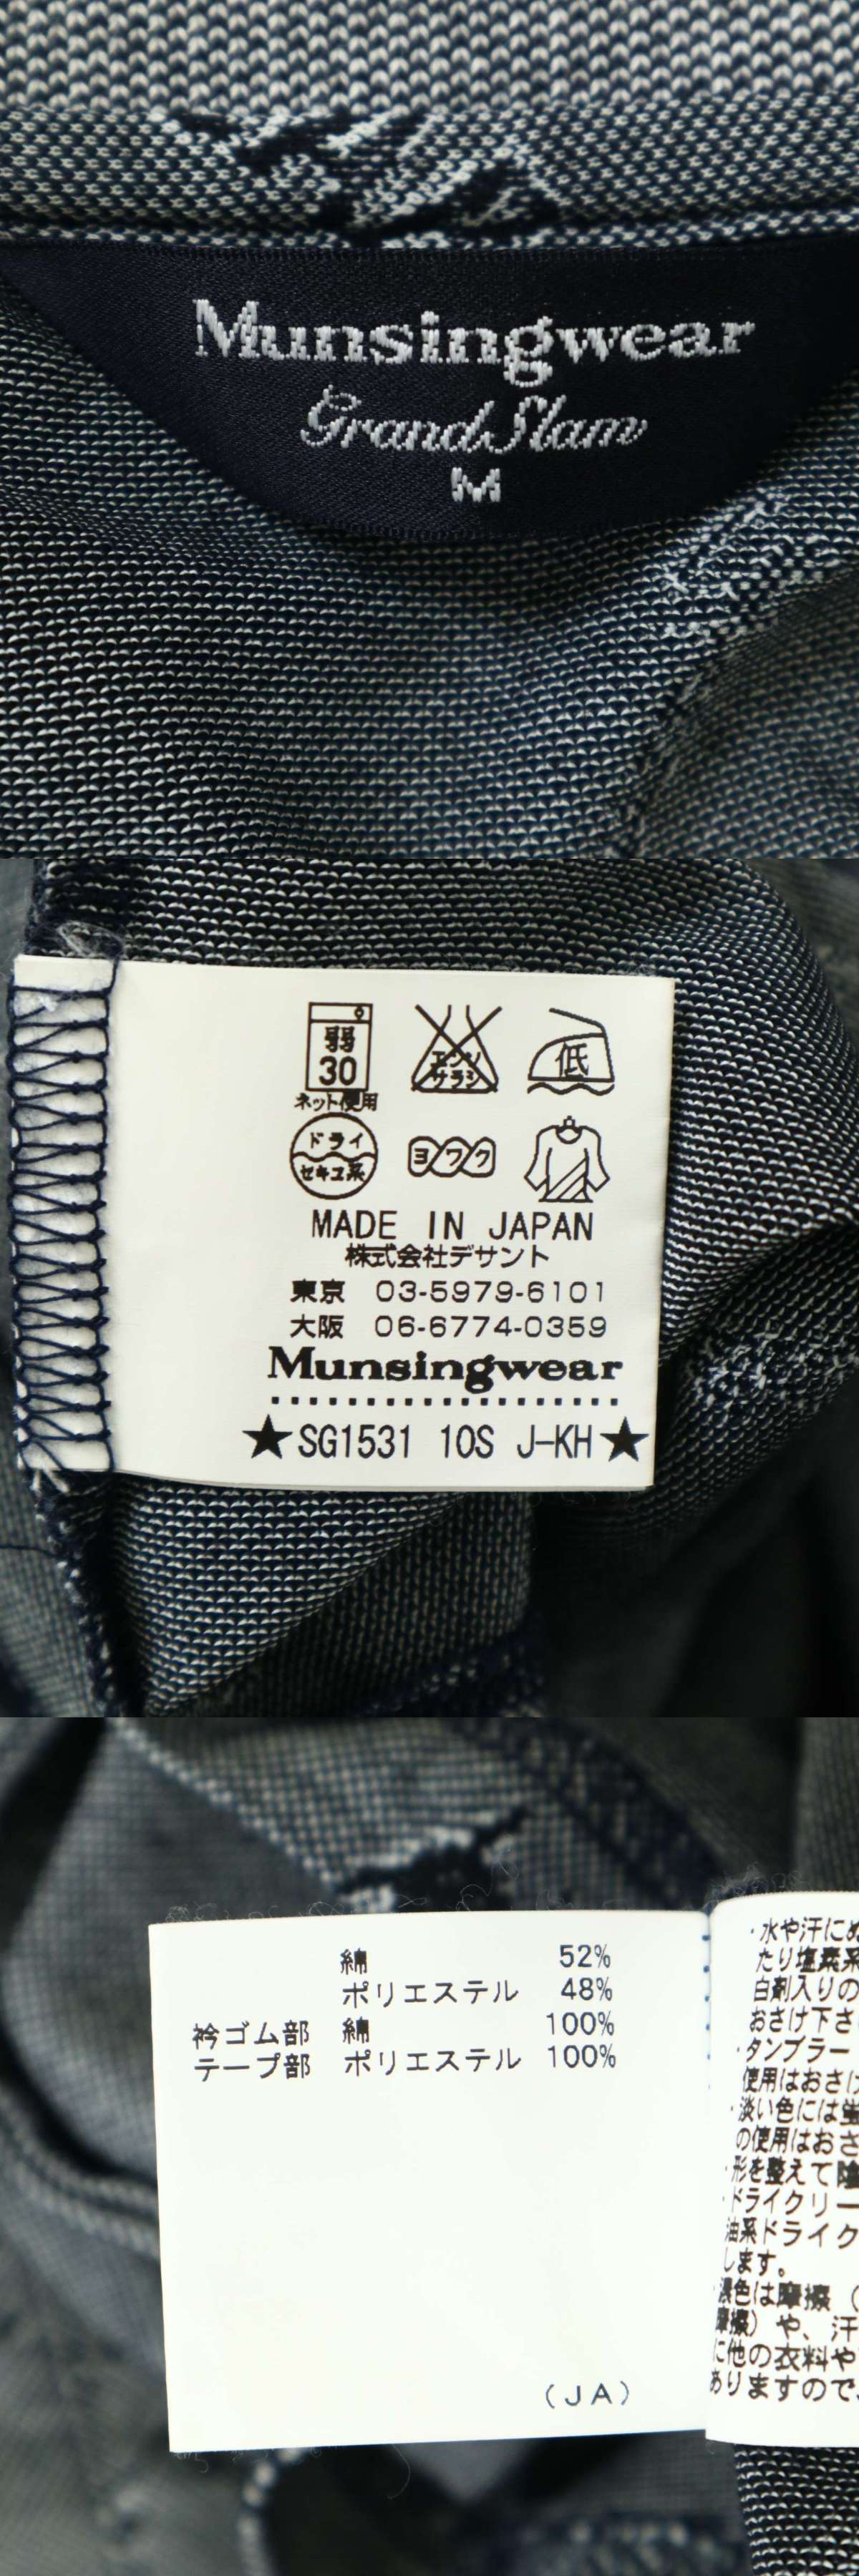 Munsingwear
Grand Slam
M
弱
30
ネット使用
エンソ
サラシ
低
ドライ
セキユ系
ヨワク
MADE IN JAPAN
株式会社デサント
東京 03-5979-6101
大阪 06-6774-0359
Munsingwear
★SG1531 10S J-KH★
綿 52%
ポリエステル 48%
衿ゴム部 綿 100%
テープ部 ポリエステル 100%
(JA)
・水や汗にぬ
たり塩素系
白剤入りの
おさけ下さ
・タンブラー
使用はおさけ
・淡い色には蛍
の使用はおさ
・形を整えて陰
・ドライクリー
油系ドライク
します。
・濃色は摩擦（
摩擦）や、汗
に他の衣料や
ありますので、